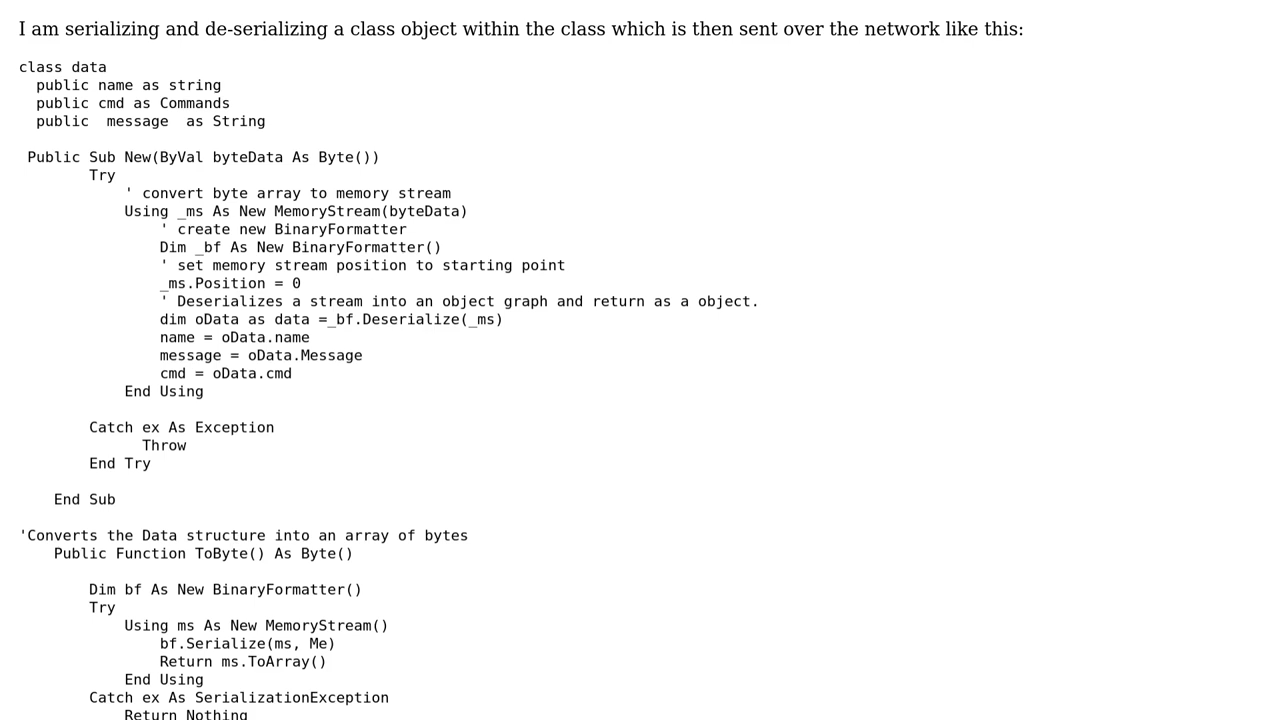 I am serializing and de-serializing a class object within the class which is then sent over the network like this:
class data
  public name as string
  public cmd as Commands
  public  message  as String

 Public Sub New(ByVal byteData As Byte())
        Try
            ' convert byte array to memory stream
            Using _ms As New MemoryStream(byteData)
                ' create new BinaryFormatter
                Dim _bf As New BinaryFormatter()
                ' set memory stream position to starting point
                _ms.Position = 0
                ' Deserializes a stream into an object graph and return as a object.
                dim oData as data =_bf.Deserialize(_ms)
                name = oData.name
                message = oData.Message
                cmd = oData.cmd
            End Using

        Catch ex As Exception
              Throw
        End Try

    End Sub

'Converts the Data structure into an array of bytes
    Public Function ToByte() As Byte()

        Dim bf As New BinaryFormatter()
        Try
            Using ms As New MemoryStream()
                bf.Serialize(ms, Me)
                Return ms.ToArray()
            End Using
        Catch ex As SerializationException
            Return Nothing